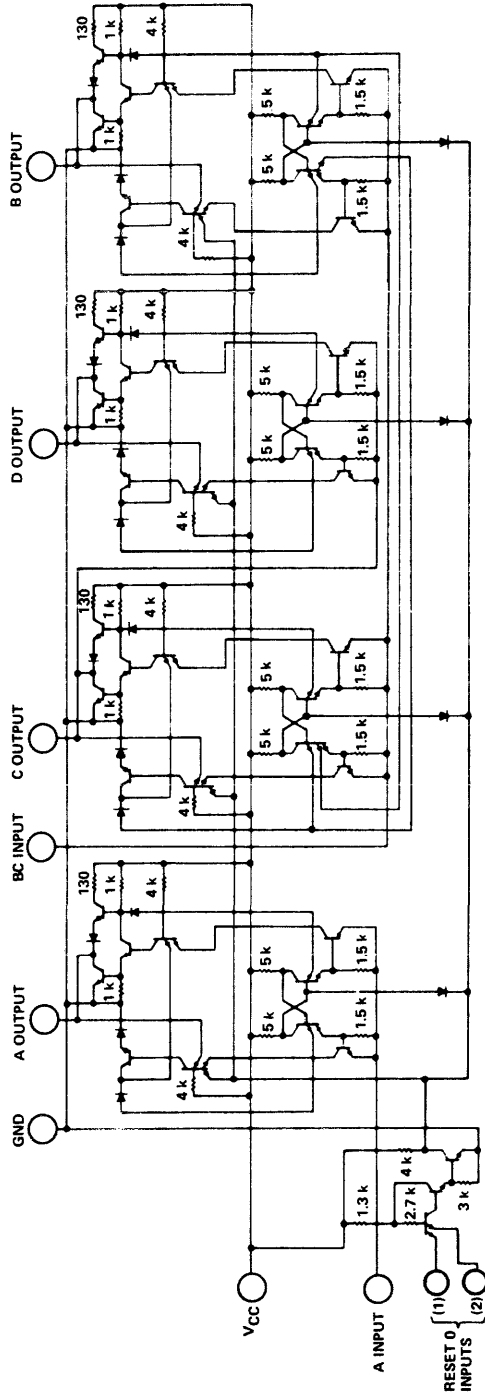 GND
A OUTPUT
BC INPUT
C OUTPUT
D OUTPUT
B OUTPUT
130
1 k
1 k
4 k
4 k
5 k
5 k
1.5 k
1.5 k
130
1 k
1 k
4 k
4 k
5 k
5 k
1.5 k
1.5 k
130
1 k
1 k
4 k
4 k
5 k
5 k
1.5 k
1.5 k
130
1 k
1 k
4 k
4 k
5 k
5 k
1.5 k
1.5 k
VCC
1.3 k
4 k
2.7 k
3 k
A INPUT
RESET 0 INPUTS
(1)
(2)